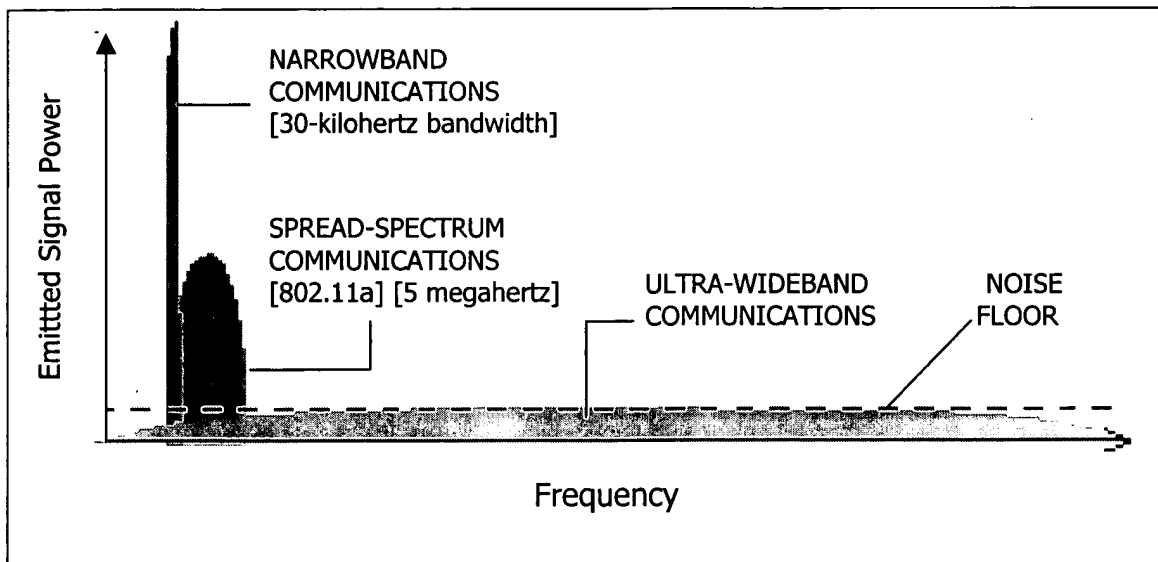 NARROWBAND
COMMUNICATIONS
[30-kilohertz bandwidth]
SPREAD-SPECTRUM
COMMUNICATIONS
[802.11a] [5 megahertz]
ULTRA-WIDEBAND
COMMUNICATIONS
NOISE
FLOOR
Emittted Signal Power
Frequency